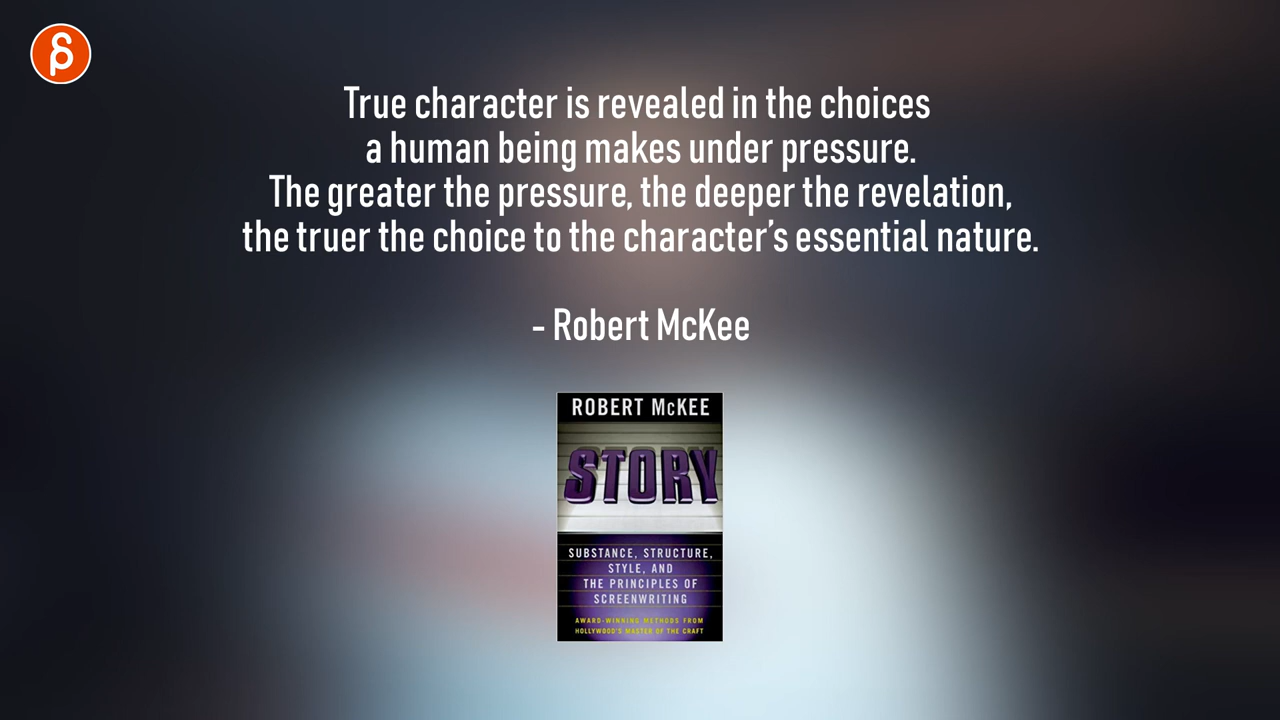 True character is revealed in the choices
a human being makes under pressure.
The greater the pressure, the deeper the revelation,
the truer the choice to the character’s essential nature.
- Robert McKee
ROBERT McKEE
STORY
SUBSTANCE, STRUCTURE,
STYLE, AND
THE PRINCIPLES OF
SCREENWRITING
AWARD-WINNING METHODS FROM
HOLLYWOOD'S MASTER OF THE CRAFT